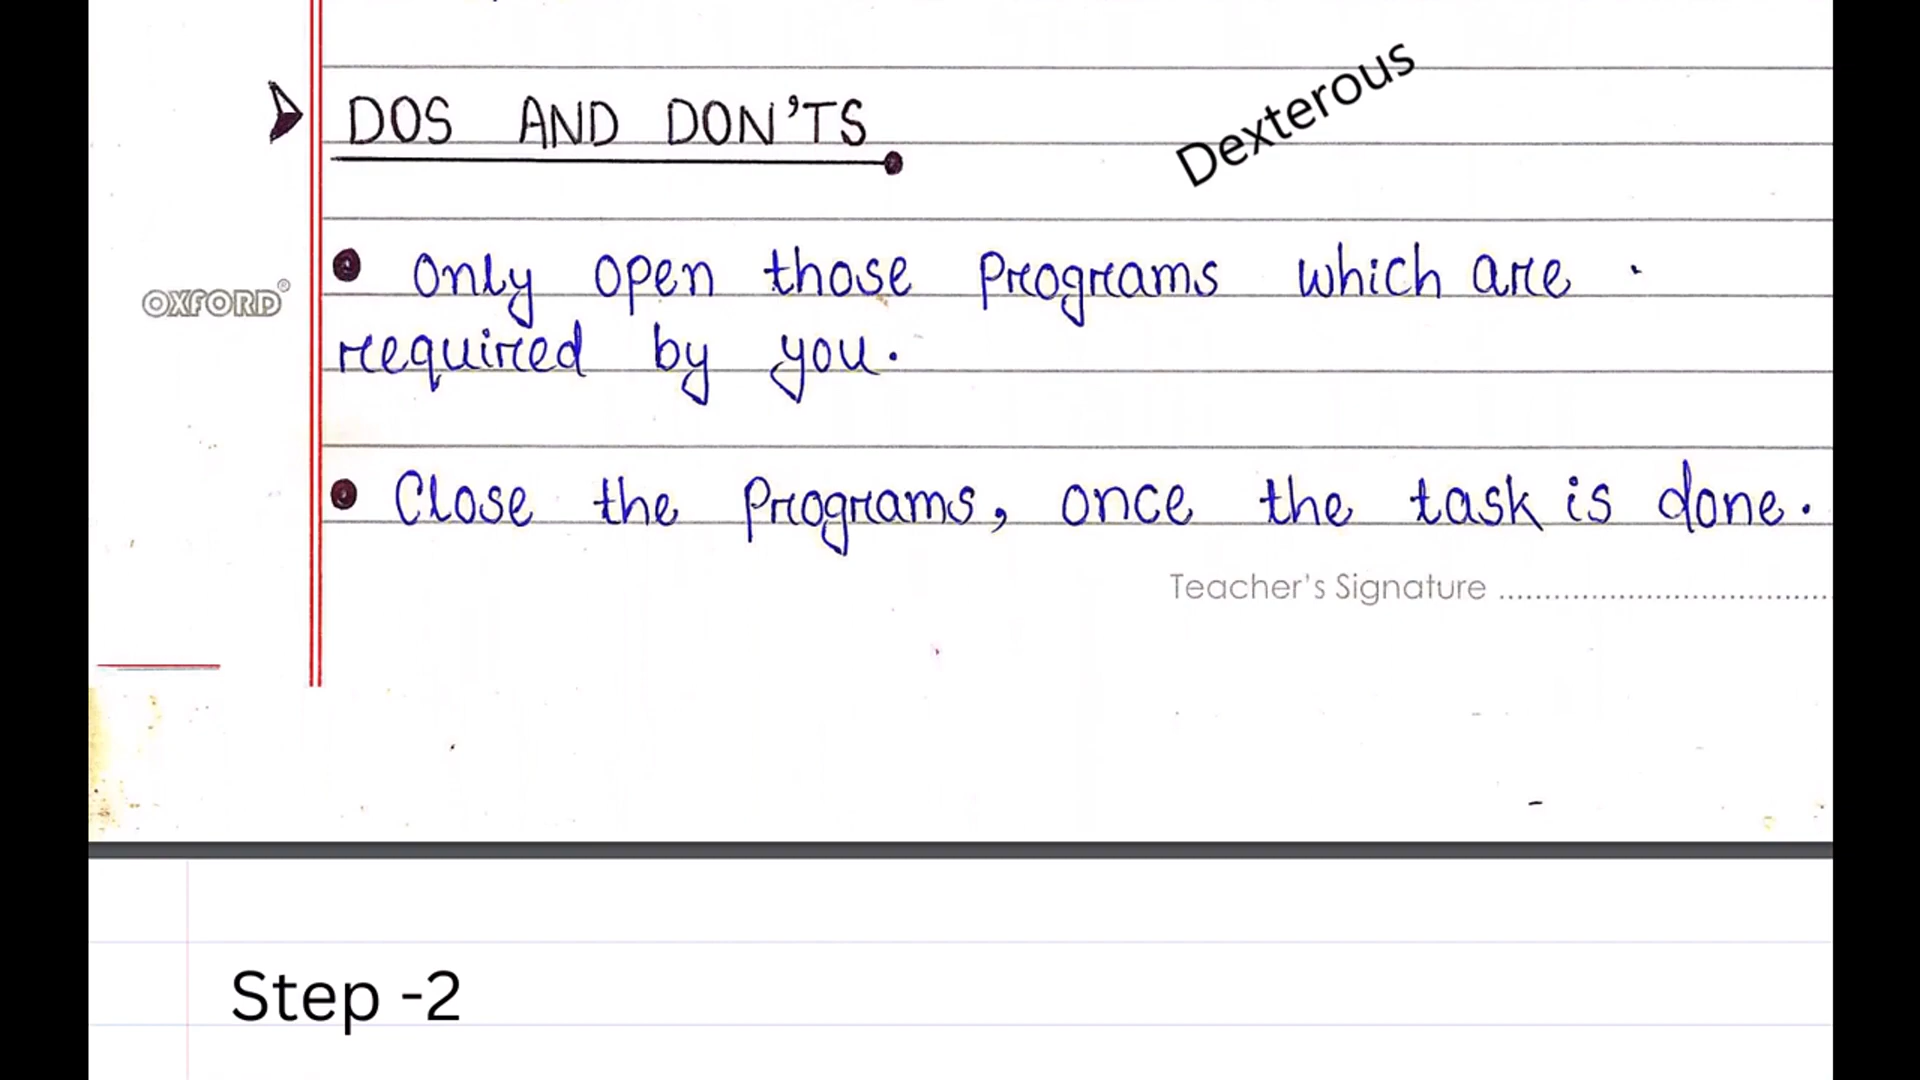 Dexterous
DOS AND DON'TS
• Only open those programs which are
required by you.
OXFORD®
• Close the programs, once the task is done.
Teacher's Signature ....................................
Step -2